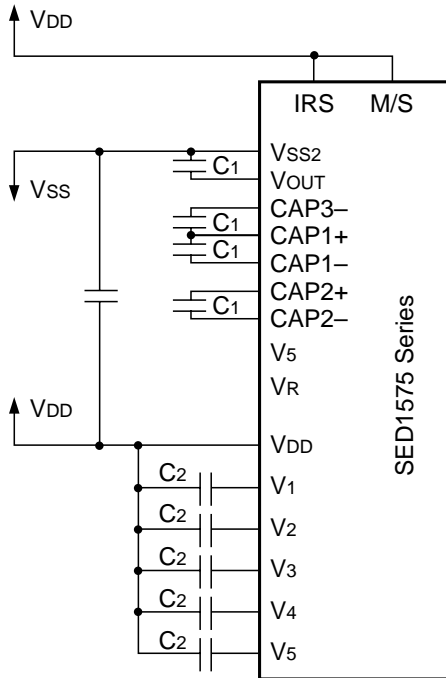 VDD
IRS M/S
VSS2
C1
VOUT
VSS
CAP3–
C1
CAP1+
C1
CAP1–
CAP2+
C1
CAP2–
V5
VR
SED1575 Series
VDD
VDD
C2
V1
C2
V2
C2
V3
C2
V4
C2
V5